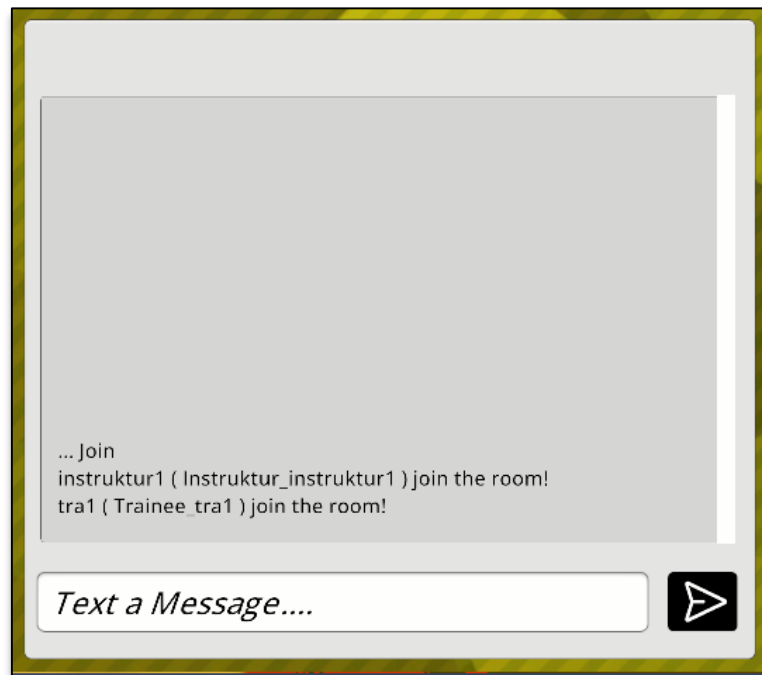 ... Join
instruktur1 ( Instruktur_instruktur1 ) join the room!
tra1 ( Trainee_tra1 ) join the room!
Text a Message....